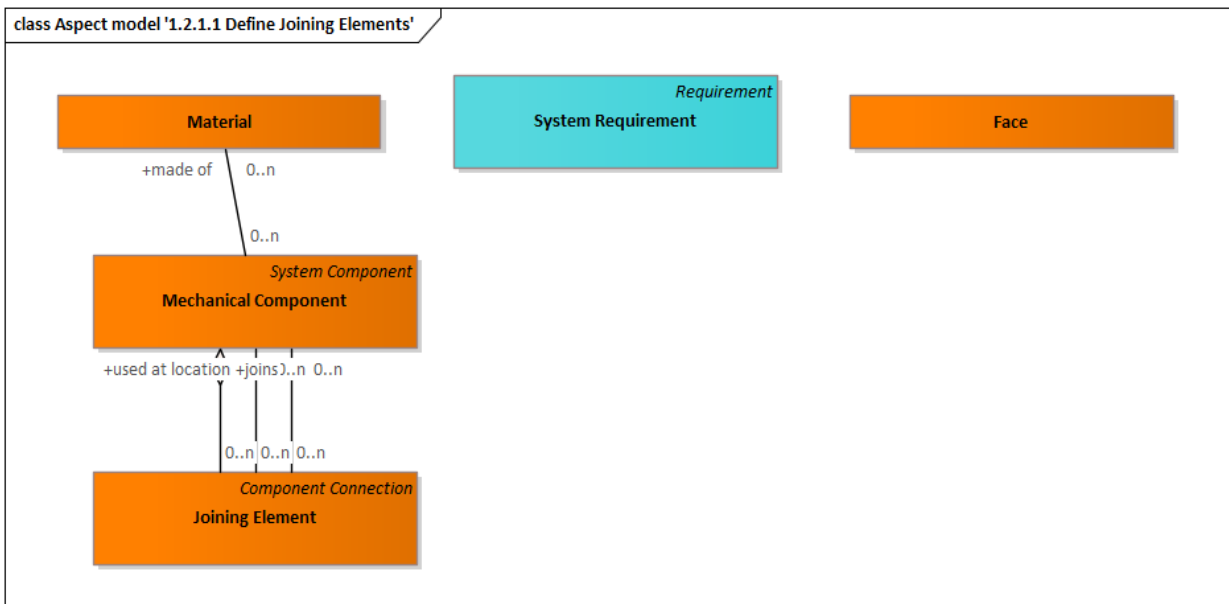 class Aspect model '1.2.1.1 Define Joining Elements'
Material
Requirement
System Requirement
Face
+made of 0..n
0..n
System Component
Mechanical Component
+used at location +joins 0..n 0..n
0..n 0..n 0..n
Component Connection
Joining Element